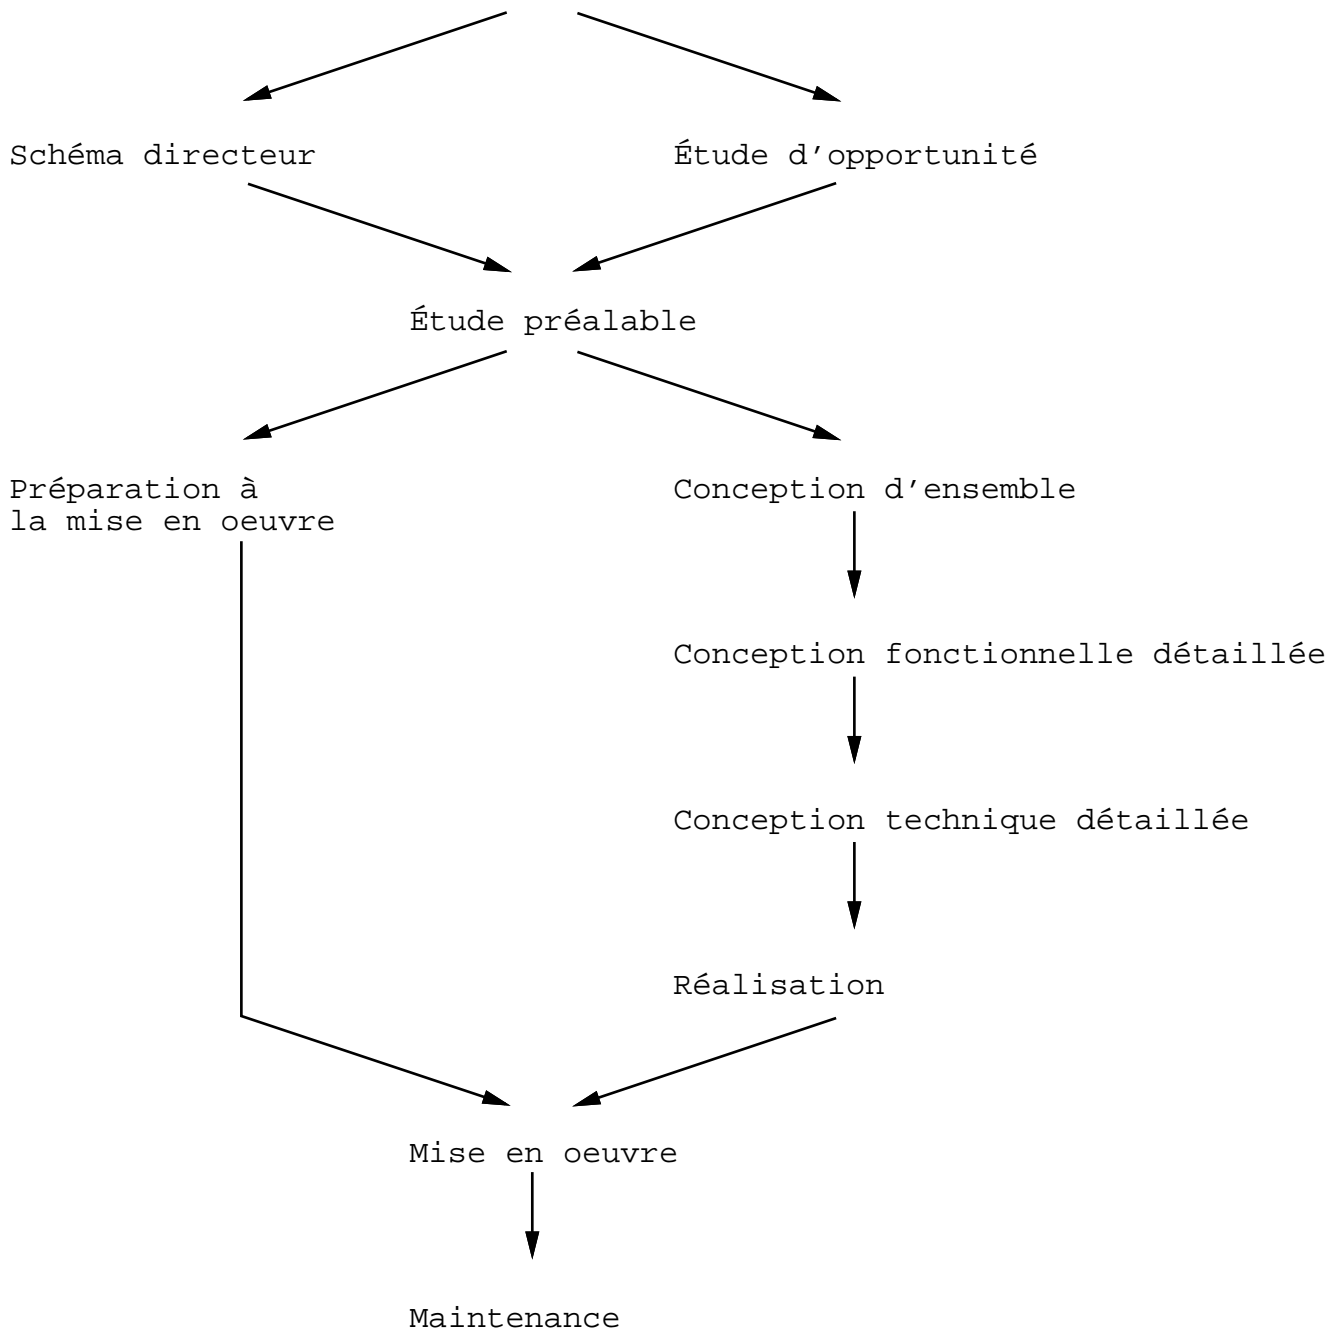 Schéma directeur
Étude d'opportunité
Étude préalable
Préparation à
la mise en oeuvre
Conception d'ensemble
Conception fonctionnelle détaillée
Conception technique détaillée
Réalisation
Mise en oeuvre
Maintenance